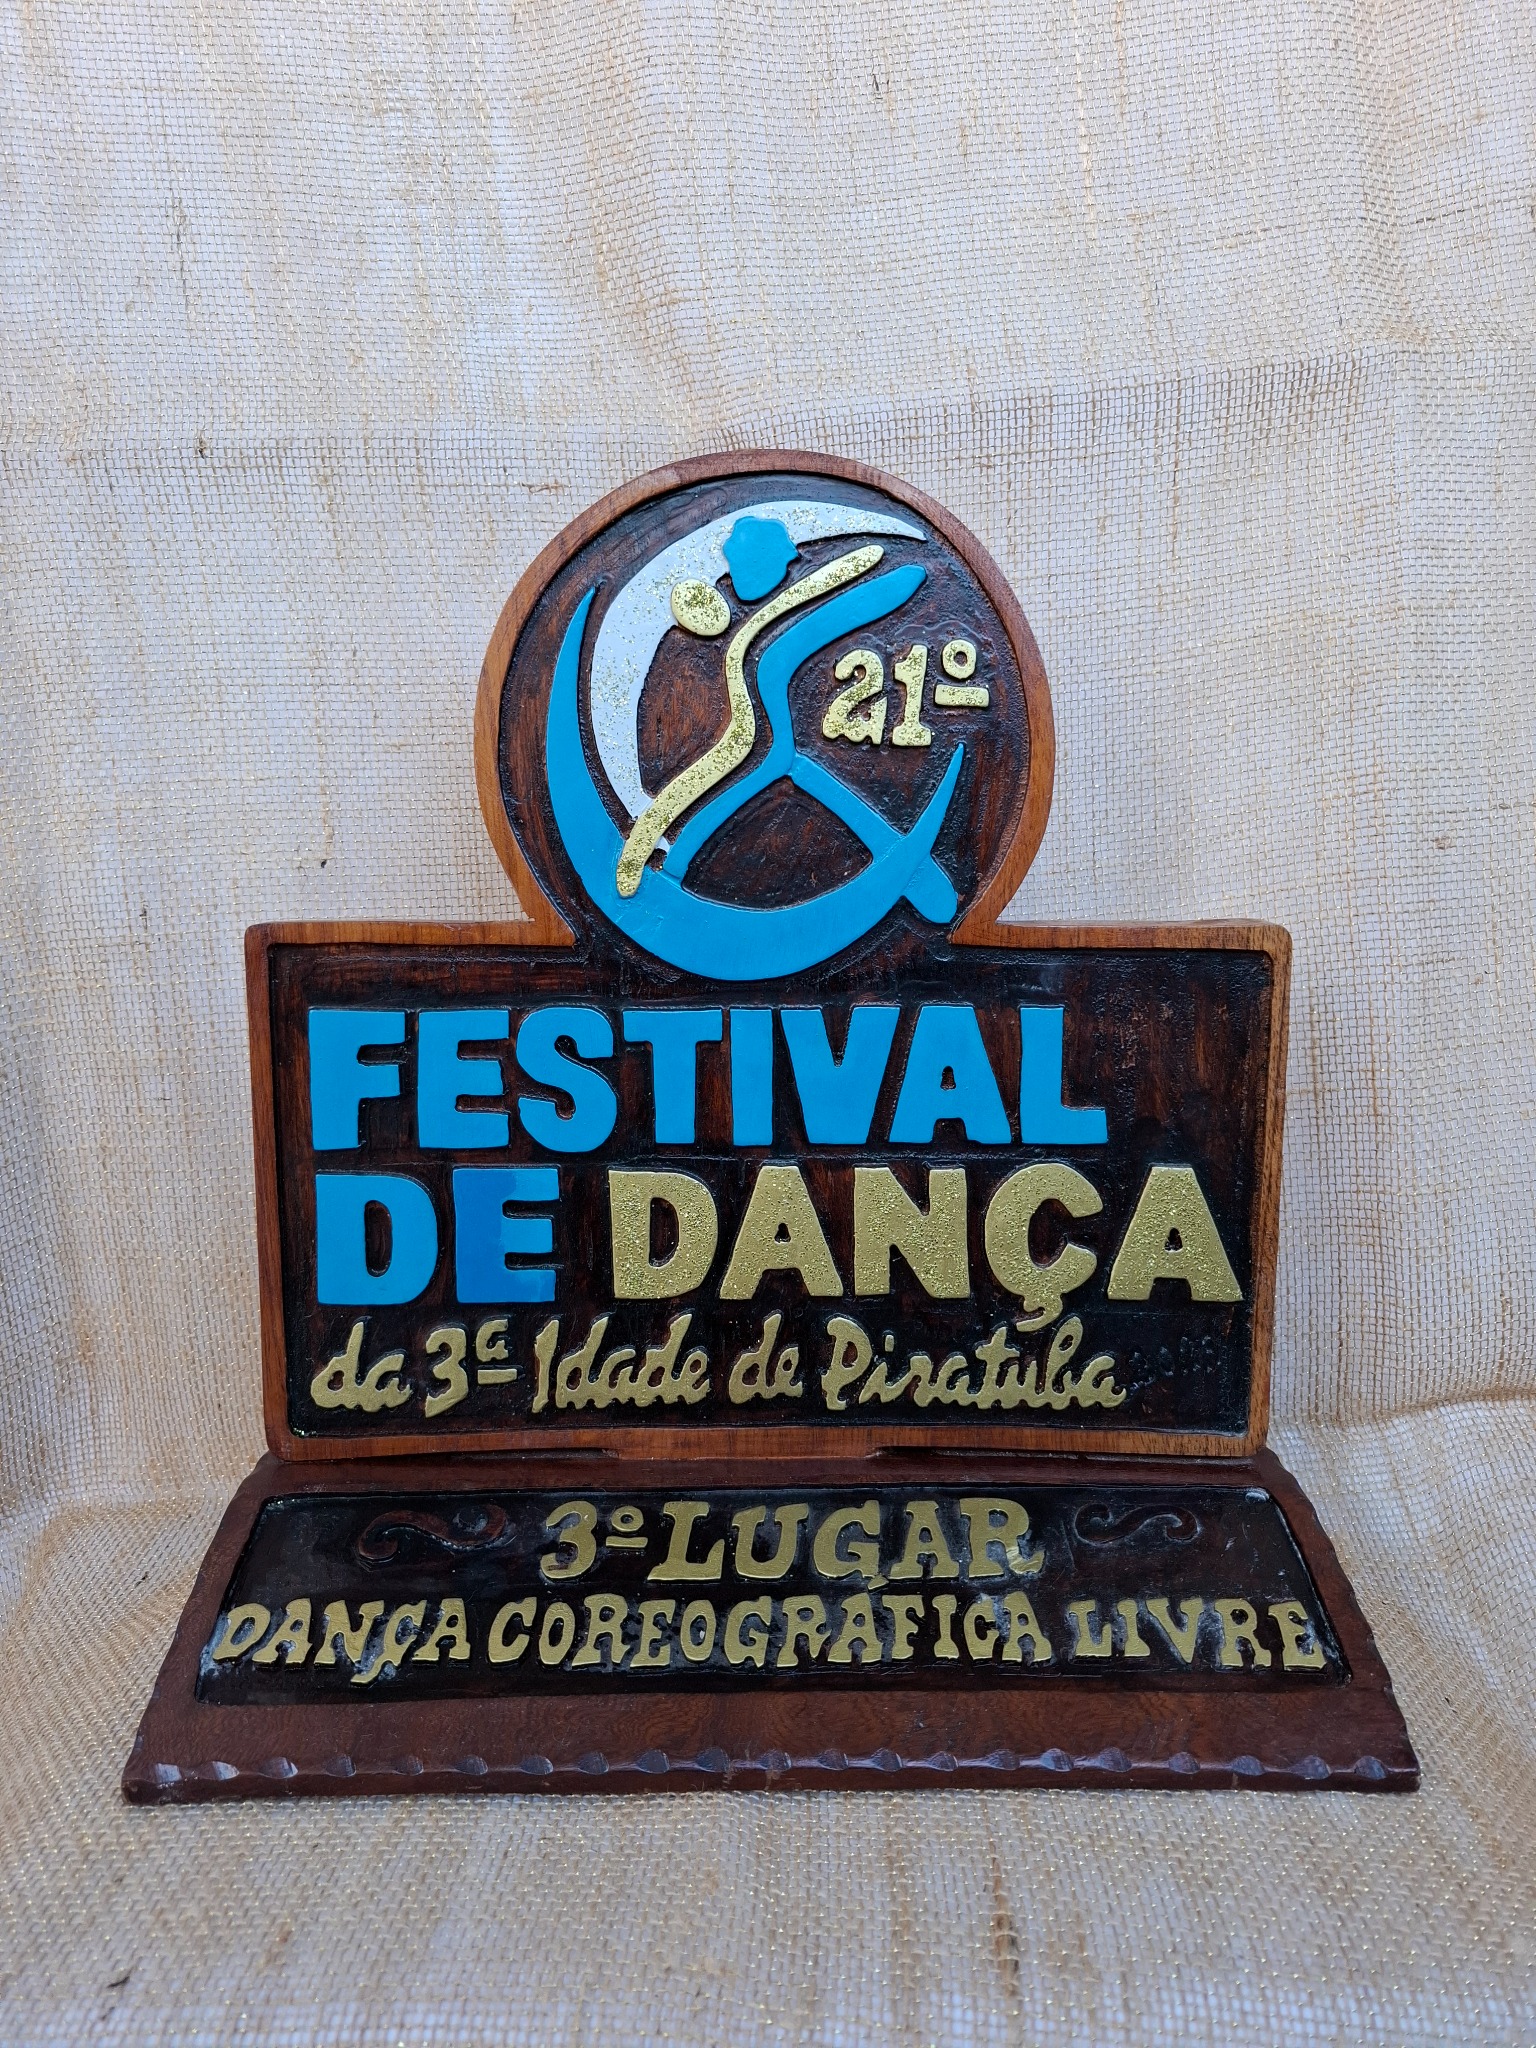 21º
FESTIVAL
DE DANÇA
da 3ª Idade de Piratuba
3º LUGAR
DANÇA COREOGRÁFICA LIVRE